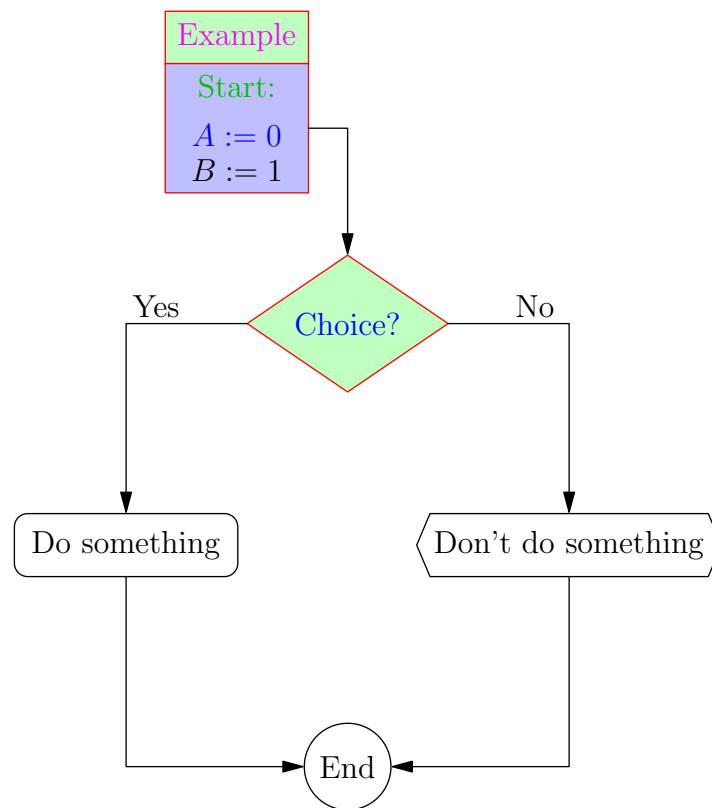 Example
Start:
A := 0
B := 1
Yes
Choice?
No
Do something
Don't do something
End